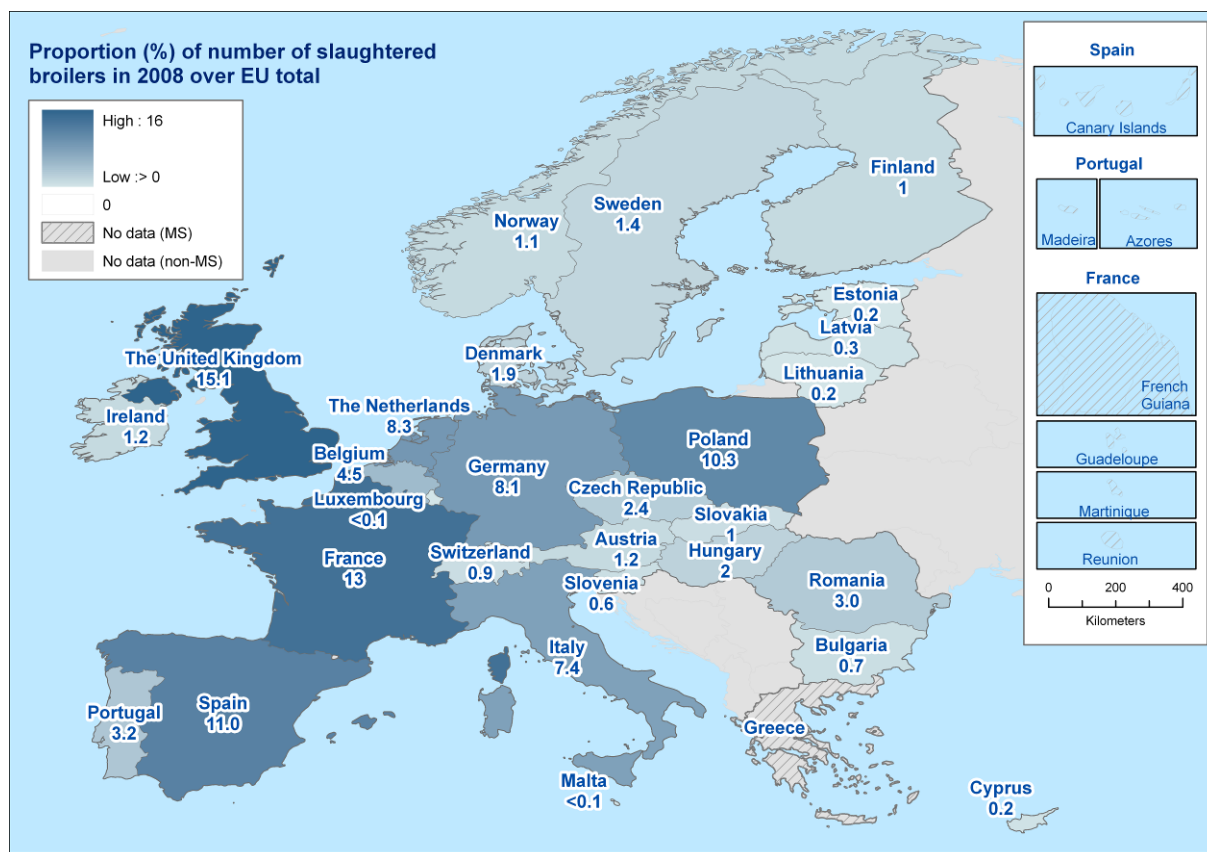 Proportion (%) of number of slaughtered
broilers in 2008 over EU total
High : 16
Low :> 0
0
No data (MS)
No data (non-MS)
Finland
1
Sweden
1.4
Norway
1.1
Estonia
0.2
Latvia
0.3
Lithuania
0.2
Denmark
1.9
The United Kingdom
15.1
Ireland
1.2
The Netherlands
8.3
Belgium
4.5
Luxembourg
<0.1
Germany
8.1
Poland
10.3
Czech Republic
2.4
Slovakia
1
Austria
1.2
Hungary
2
Switzerland
0.9
Slovenia
0.6
France
13
Romania
3.0
Bulgaria
0.7
Italy
7.4
Portugal
3.2
Spain
11.0
Greece
Malta
<0.1
Cyprus
0.2
Spain
Canary Islands
Portugal
Madeira
Azores
France
French
Guiana
Guadeloupe
Martinique
Reunion
0 200 400
Kilometers